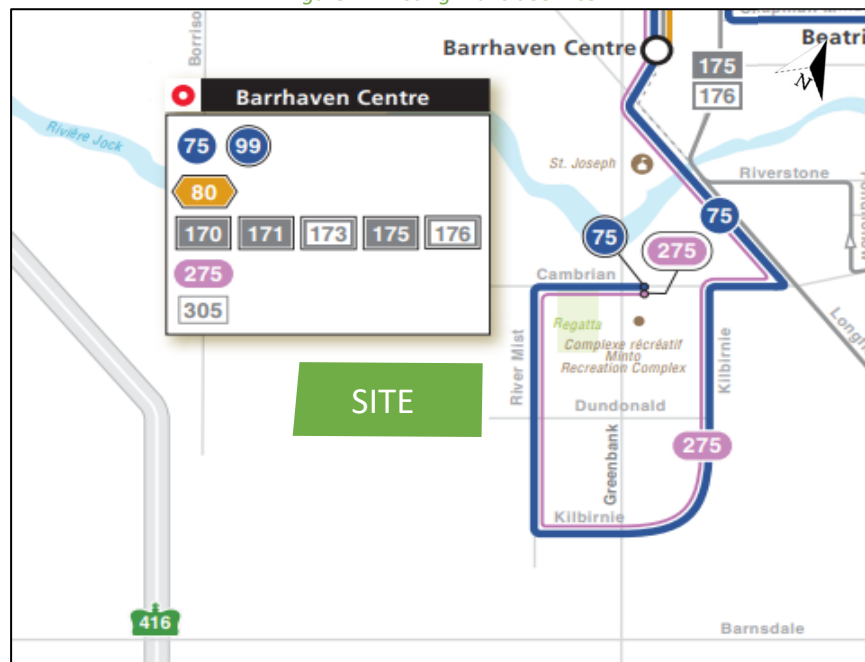 Borriso
Barrhaven Centre
Beatri
175
176
N
Barrhaven Centre
75 99
80
170 171 173 175 176
275
305
Rivière Jock
St. Joseph
Riverstone
75
75
275
Cambrian
Regatta
Complexe récréatif
Minto
Recreation Complex
River Mist
Kilbirnie
Longf
SITE
Dundonald
Greenbank
275
Kilbirnie
416
Barnsdale